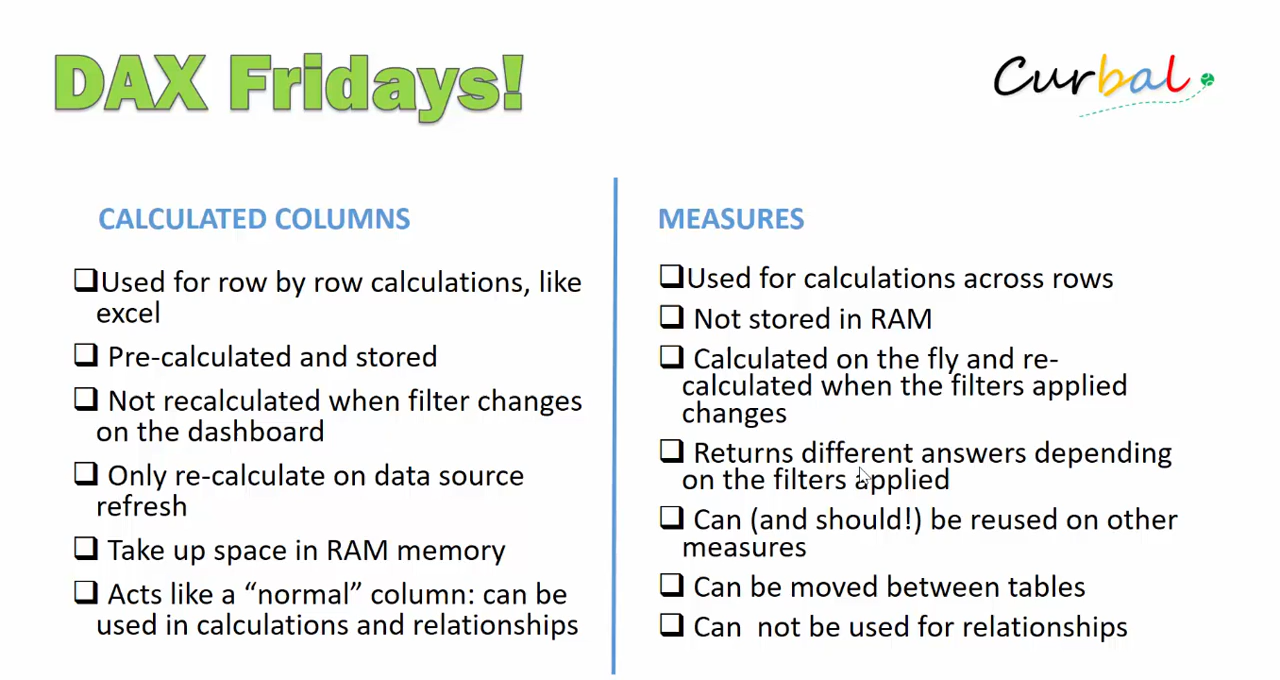 DAX Fridays!
Curbal
CALCULATED COLUMNS
❑Used for row by row calculations, like
excel
❑ Pre-calculated and stored
❑ Not recalculated when filter changes
on the dashboard
❑ Only re-calculate on data source
refresh
❑ Take up space in RAM memory
❑ Acts like a “normal” column: can be
used in calculations and relationships
MEASURES
❑Used for calculations across rows
❑ Not stored in RAM
❑ Calculated on the fly and re-
calculated when the filters applied
changes
❑ Returns different answers depending
on the filters applied
❑ Can (and should!) be reused on other
measures
❑ Can be moved between tables
❑ Can  not be used for relationships